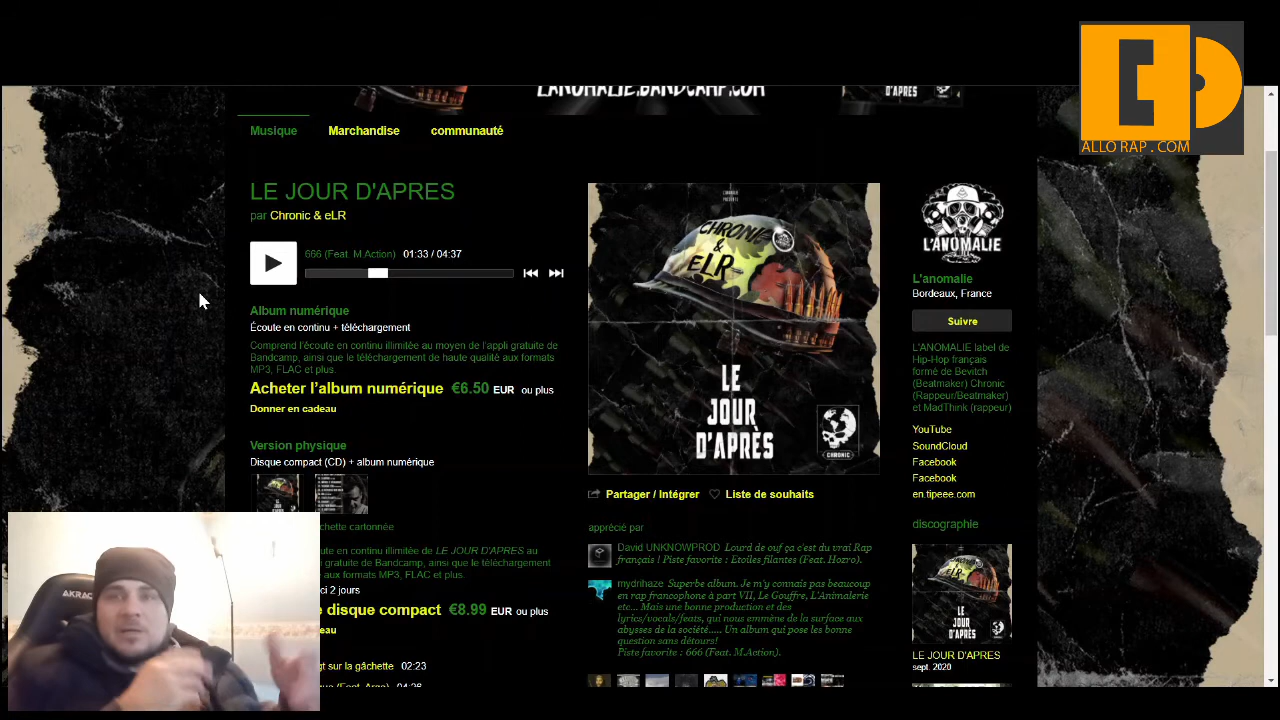 LANOMALIE.BANDCAMP.COM
D'APRÈS
ALLO RAP . COM
Musique
Marchandise
communauté
LE JOUR D'APRES
par Chronic & eLR
666 (Feat. M Action) 01:33 / 04:37
Album numérique
Écoute en continu + téléchargement
Comprend l'écoute en continu illimitée au moyen de l'appli gratuite de
Bandcamp, ainsi que le téléchargement de haute qualité aux formats
MP3, FLAC et plus.
Acheter l'album numérique €6.50 EUR ou plus
Donner en cadeau
Version physique
Disque compact (CD) + album numérique
chette cartonnée
ute en continu illimitée de LE JOUR D'APRES au
gratuite de Bandcamp, ainsi que le téléchargement
aux formats MP3, FLAC et plus.
ci 2 jours
e disque compact €8.99 EUR ou plus
eau
gt sur la gâchette 02:23
CHRONIC
&
ELR
LE
JOUR
D'APRÈS
CHRONIC
Partager / Intégrer
Liste de souhaits
apprécié par
David UNKNOWPROD Lourd de ouf ça c'est du vrai Rap
français ! Piste favorite : Etoiles filantes (Feat. Hozro).
mydrihaze Superbe album. Je m'y connais pas beaucoup
en rap francophone à part VII, Le Gouffre, L'Animalerie
etc... Mais une bonne production et des
lyrics/vocals/feats, qui nous emmène de la surface aux
abysses de la société..... Un album qui pose les bonne
question sans détours!
Piste favorite : 666 (Feat. M.Action).
L'ANOMALIE
L'anomalie
Bordeaux, France
Suivre
L'ANOMALIE label de
Hip-Hop français
formé de Bevitch
(Beatmaker) Chronic
(Rappeur/Beatmaker)
et MadThink (rappeur)
YouTube
SoundCloud
Facebook
Facebook
en.tipeee.com
discographie
LE
JOUR
D'APRÈS
LE JOUR D'APRES
sept. 2020
AKRAC